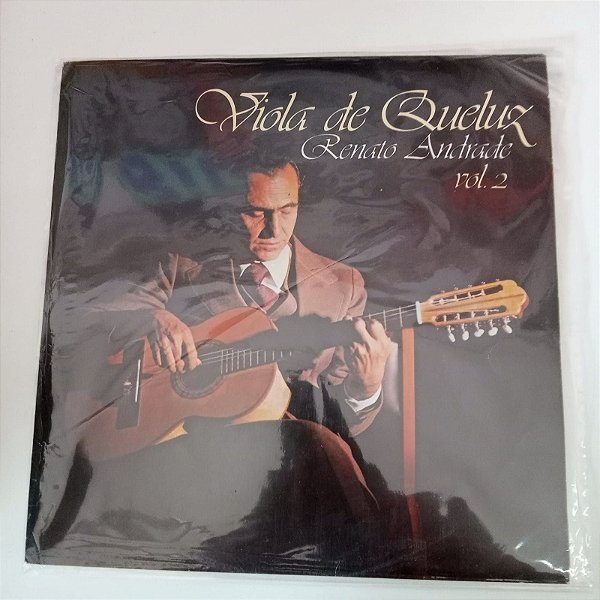 Viola de Queluz
Renato Andrade
vol. 2